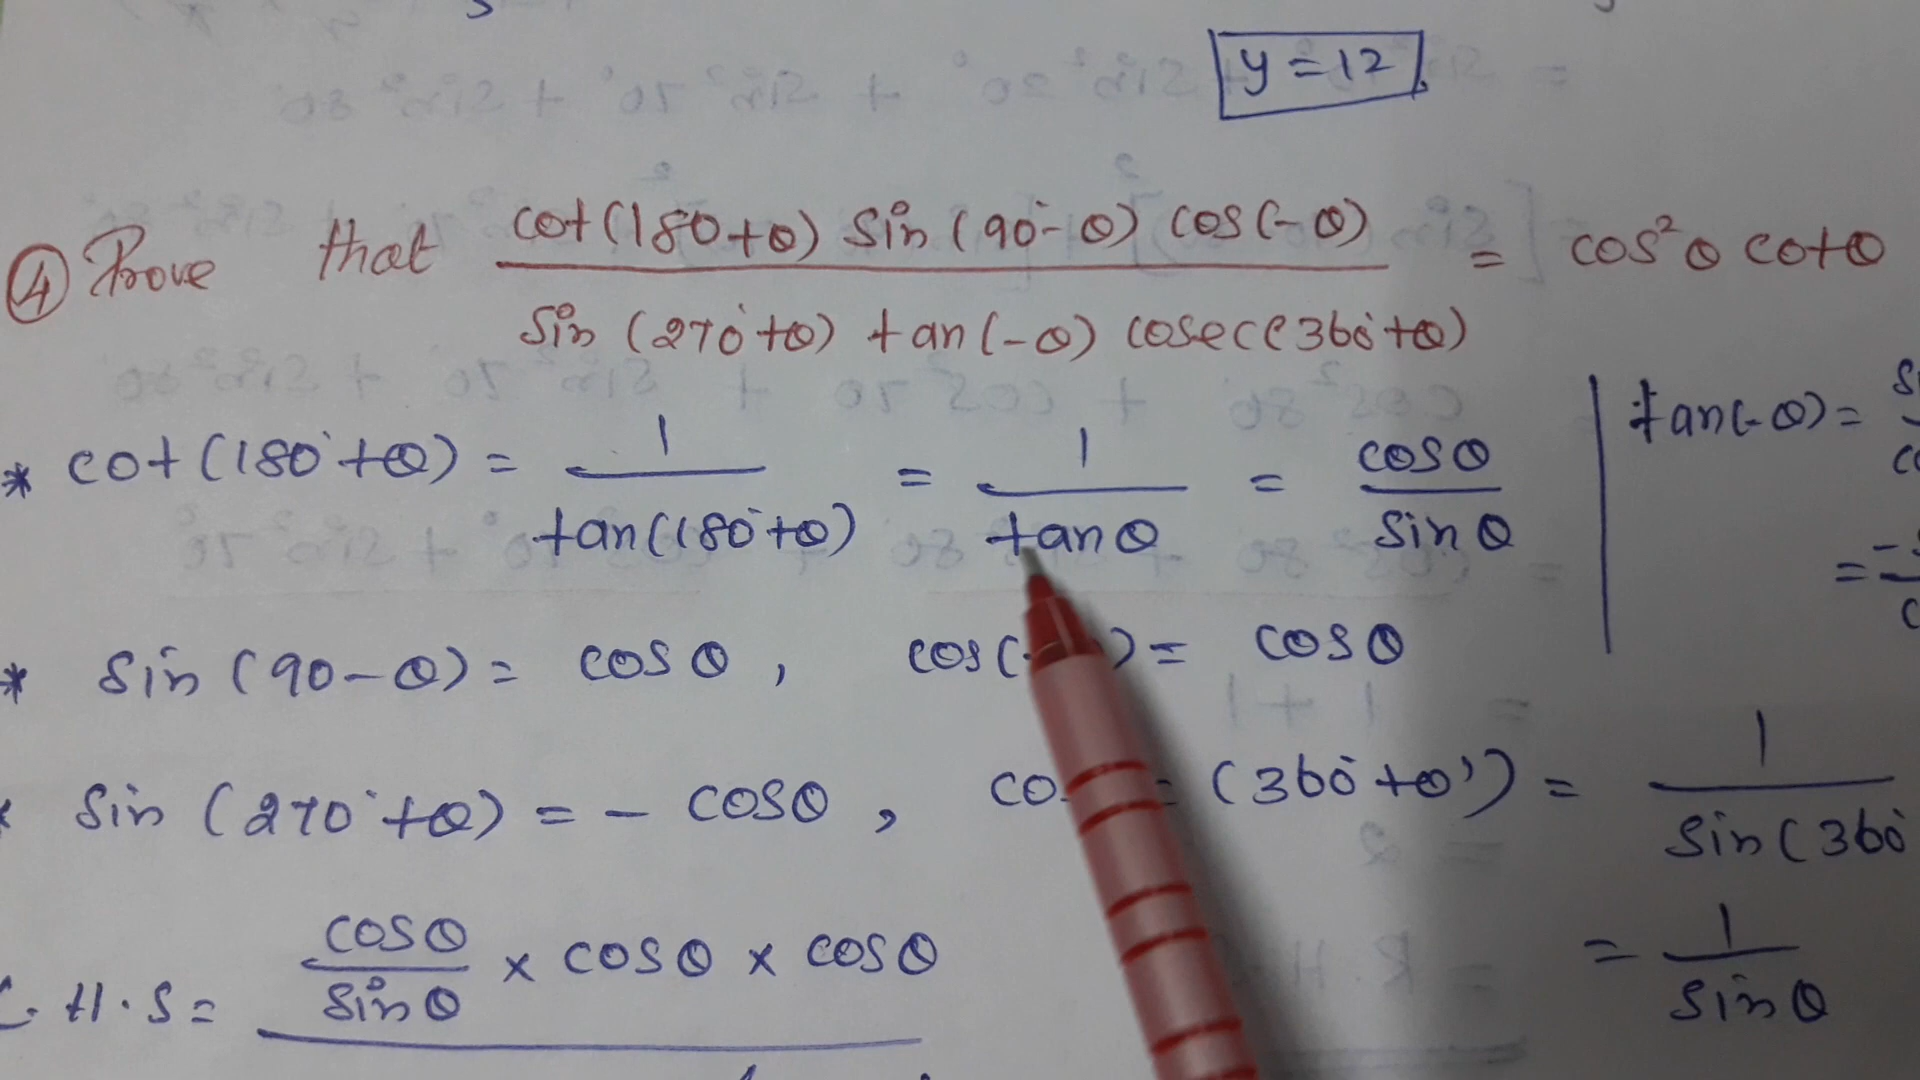 y = 12
④ Prove that cot(180+θ) sin(90°-θ) cos(-θ) / sin(270°+θ) tan(-θ) cosec(360°+θ) = cos²θ cotθ
* cot(180°+θ) = 1 / tan(180°+θ) = 1 / tanθ = cosθ / sinθ
tan(-θ) =
* sin(90-θ) = cosθ, cos( ) = cosθ
sin(270°+θ) = - cosθ, (360°+θ) = 1 / sin(360°
= 1 / sinθ
L.H.S = cosθ / sinθ × cosθ × cosθ